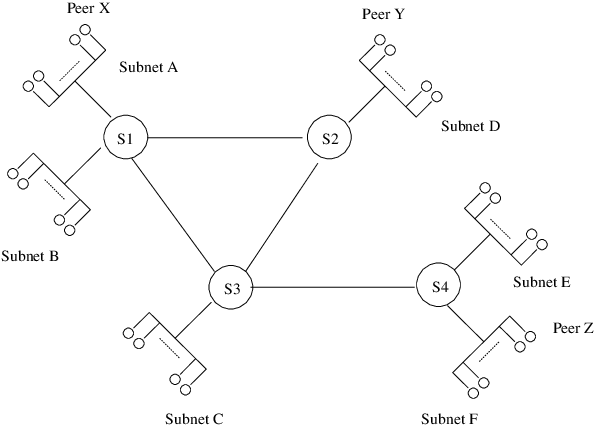 Peer X
Peer Y
Subnet A
S1
S2
Subnet D
Subnet B
S3
S4
Subnet E
Peer Z
Subnet C
Subnet F